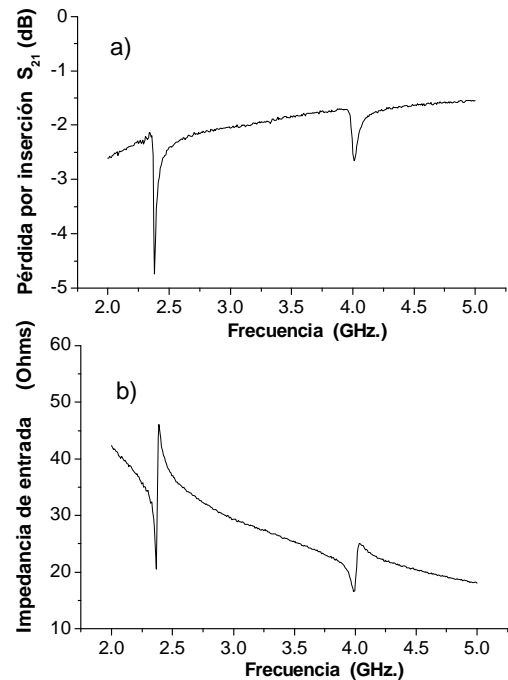 a)
Pérdida por inserción S21 (dB)
0
-1
-2
-3
-4
-5
2.0 2.5 3.0 3.5 4.0 4.5 5.0
Frecuencia (GHz.)
b)
Impedancia de entrada (Ohms)
60
50
40
30
20
10
2.0 2.5 3.0 3.5 4.0 4.5 5.0
Frecuencia (GHz.)